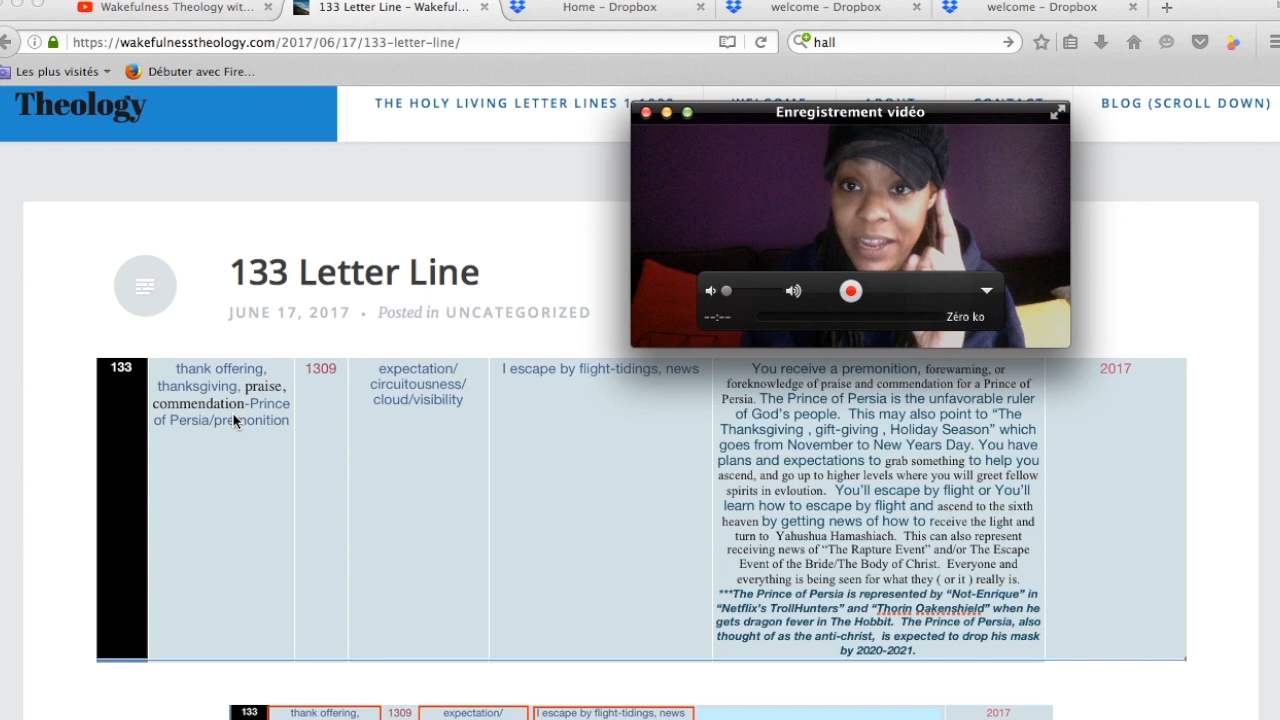 Wakefulness Theology wit...
133 Letter Line – Wakeful...
Home – Dropbox
welcome – Dropbox
welcome – Dropbox
https://wakefulnesstheology.com/2017/06/17/133-letter-line/
hall
Les plus visités
Débuter avec Fire...
Theology
THE HOLY LIVING LETTER LINES 1-1000
WELCOME
ABOUT
CONTACT
BLOG (SCROLL DOWN)
Enregistrement vidéo
--:--
Zéro ko
133 Letter Line
JUNE 17, 2017 • Posted in UNCATEGORIZED
133
thank offering,
thanksgiving, praise,
commendation-Prince
of Persia/premonition
1309
expectation/
circuitousness/
cloud/visibility
I escape by flight-tidings, news
You receive a premonition, forewarning, or
foreknowledge of praise and commendation for a Prince of
Persia. The Prince of Persia is the unfavorable ruler
of God's people. This may also point to "The
Thanksgiving , gift-giving , Holiday Season" which
goes from November to New Years Day. You have
plans and expectations to grab something to help you
ascend, and go up to higher levels where you will greet fellow
spirits in evloution. You'll escape by flight or You'll
learn how to escape by flight and ascend to the sixth
heaven by getting news of how to receive the light and
turn to Yahushua Hamashiach. This can also represent
receiving news of "The Rapture Event" and/or The Escape
Event of the Bride/The Body of Christ. Everyone and
everything is being seen for what they ( or it ) really is.
***The Prince of Persia is represented by "Not-Enrique" in
"Netflix's TrollHunters" and "Thorin Oakenshield" when he
gets dragon fever in The Hobbit. The Prince of Persia, also
thought of as the anti-christ, is expected to drop his mask
by 2020-2021.
2017
133
thank offering,
1309
expectation/
I escape by flight-tidings, news
2017